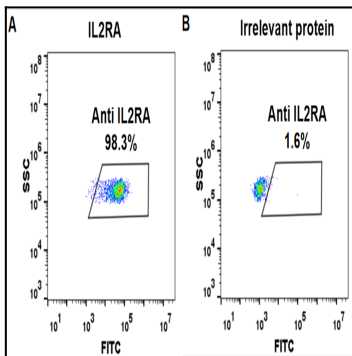 A IL2RA
Anti IL2RA
98.3%
SSC
10^8
10^7
10^6
10^5
10^4
10^3
10^1 10^3 10^5 10^7
FITC
B Irrelevant protein
Anti IL2RA
1.6%
SSC
10^8
10^7
10^6
10^5
10^4
10^3
10^1 10^3 10^5 10^7
FITC